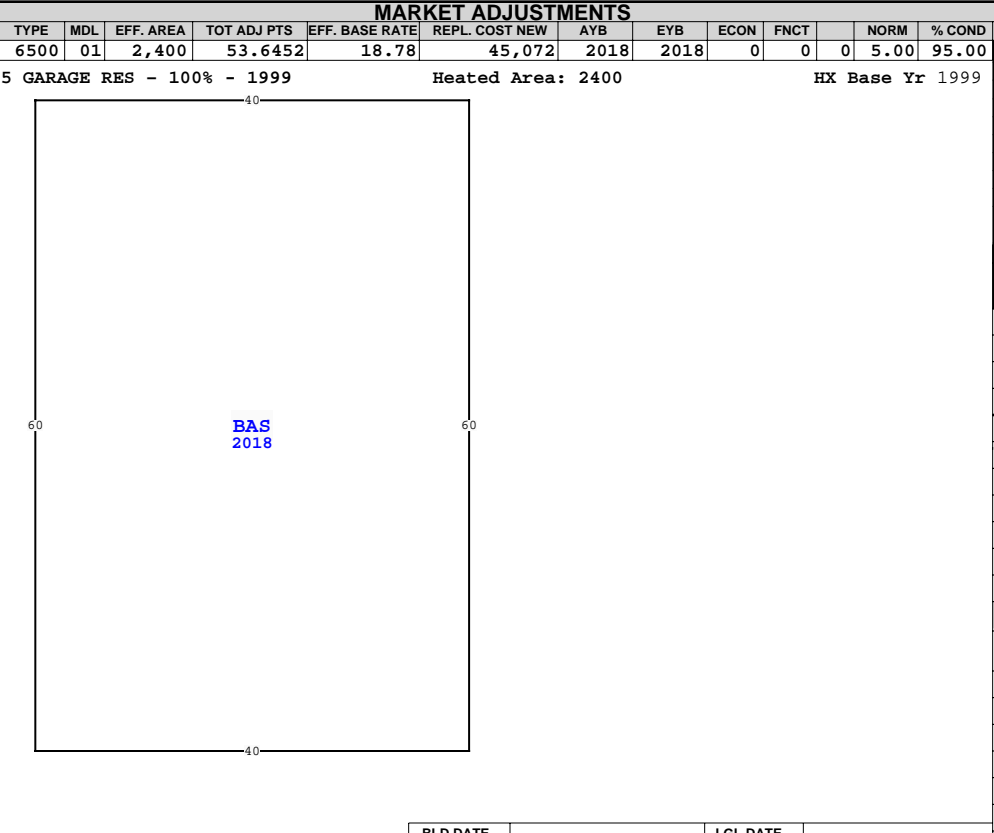 MARKET ADJUSTMENTS
TYPE MDL EFF. AREA TOT ADJ PTS EFF. BASE RATE REPL. COST NEW AYB EYB ECON FNCT NORM % COND
6500 01 2,400 53.6452 18.78 45,072 2018 2018 0 0 0 5.00 95.00
5 GARAGE RES - 100% - 1999 Heated Area: 2400 HX Base Yr 1999
40
60 BAS 60
2018
40
BLD DATE LGL DATE